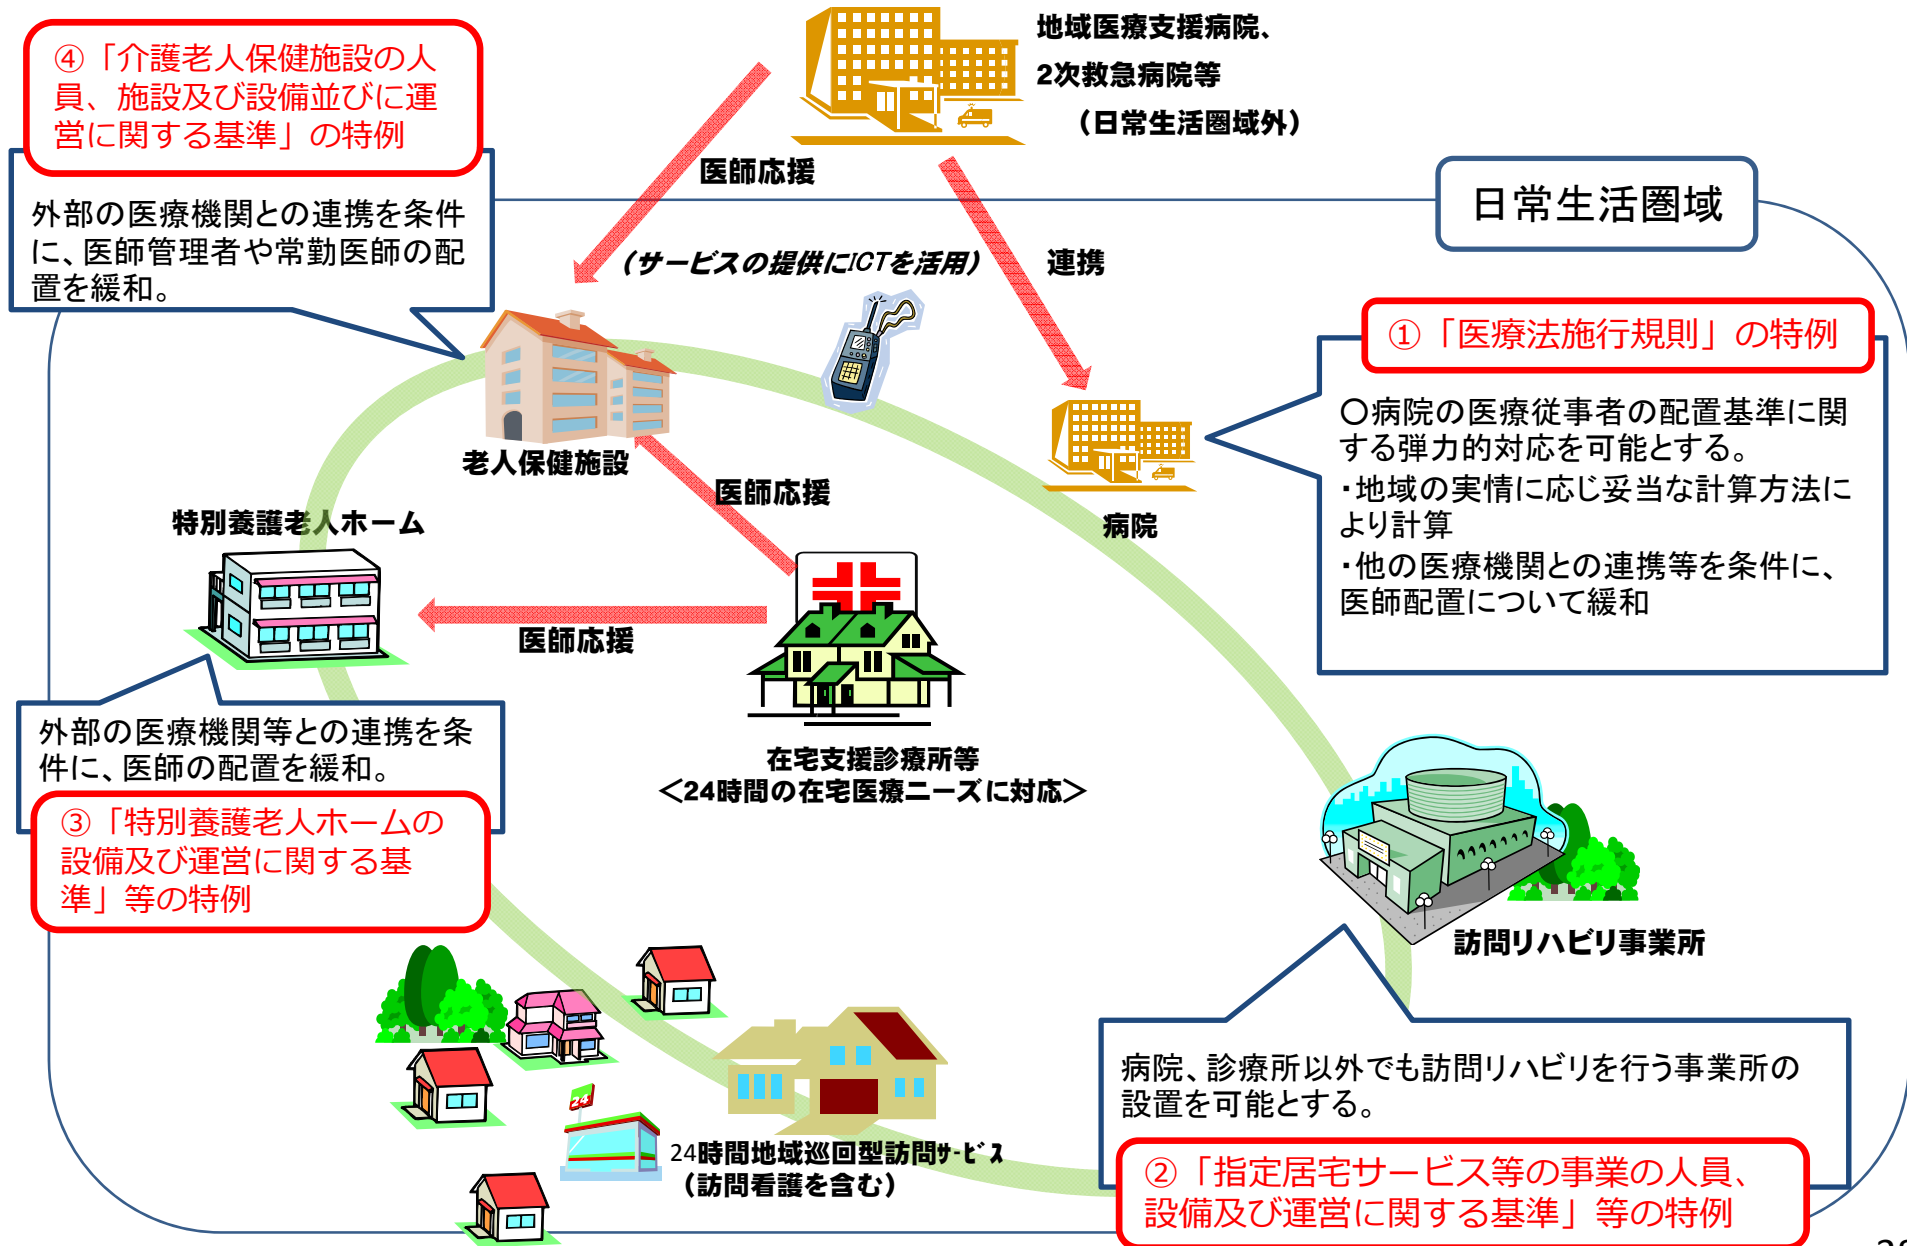 ④「介護老人保健施設の人
員、施設及び設備並びに運
営に関する基準」の特例
外部の医療機関との連携を条件
に、医師管理者や常勤医師の配
置を緩和。
地域医療支援病院、
2次救急病院等
（日常生活圏域外）
医師応援
（サービスの提供にICTを活用）
連携
日常生活圏域
①「医療法施行規則」の特例
○病院の医療従事者の配置基準に関
する弾力的対応を可能とする。
・地域の実情に応じ妥当な計算方法に
より計算
・他の医療機関との連携等を条件に、
医師配置について緩和
老人保健施設
医師応援
病院
特別養護老人ホーム
医師応援
外部の医療機関等との連携を条
件に、医師の配置を緩和。
③「特別養護老人ホームの
設備及び運営に関する基
準」等の特例
在宅支援診療所等
＜24時間の在宅医療ニーズに対応＞
訪問リハビリ事業所
病院、診療所以外でも訪問リハビリを行う事業所の
設置を可能とする。
②「指定居宅サービス等の事業の人員、
設備及び運営に関する基準」等の特例
24
24時間地域巡回型訪問ｻｰﾋﾞｽ
（訪問看護を含む）